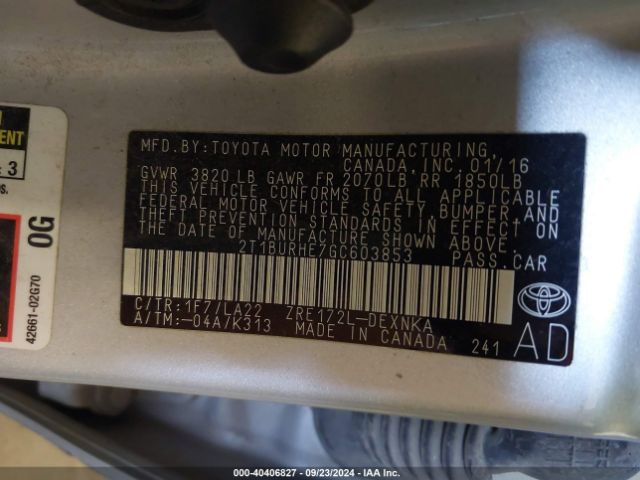 MFD.BY:TOYOTA MOTOR MANUFACTURING,
CANADA,INC. 01/16
GVWR 3820 LB GAWR FR 2070LB RR 1850LB
THIS VEHICLE CONFORMS TO ALL APPLICABLE
FEDERAL MOTOR VEHICLE SAFETY, BUMPER,AND
THEFT PREVENTION STANDARDS IN EFFECT ON
THE DATE OF MANUFACTURE SHOWN ABOVE.
2T1BURHE7GC603853 PASS.CAR
C/TR:1F7/LA22 ZRE172L-DEXNKA
A/TM:-04A/K313 MADE IN CANADA 241
AD
TOYOTA
3
0G
42661-02G70
000-40406827 - 09/23/2024 - IAA Inc.